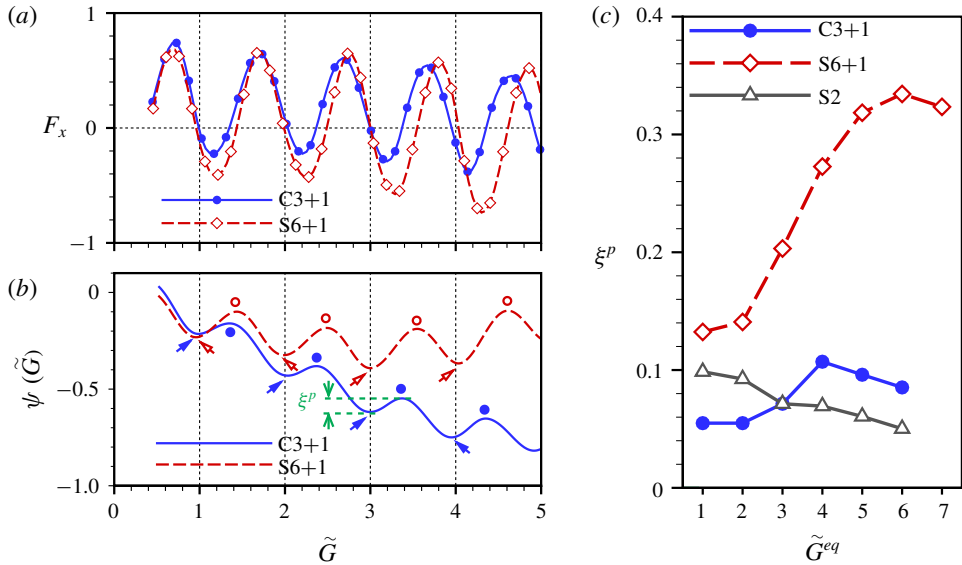 (a)
1
F_x
0
−1
C3+1
S6+1
(b)
0
−0.5
−1.0
ψ (G̃)
ξ^p
C3+1
S6+1
0 1 2 3 4 5
G̃
(c)
0.4
0.3
0.2
0.1
0
ξ^p
C3+1
S6+1
S2
1 2 3 4 5 6 7
G̃^{eq}